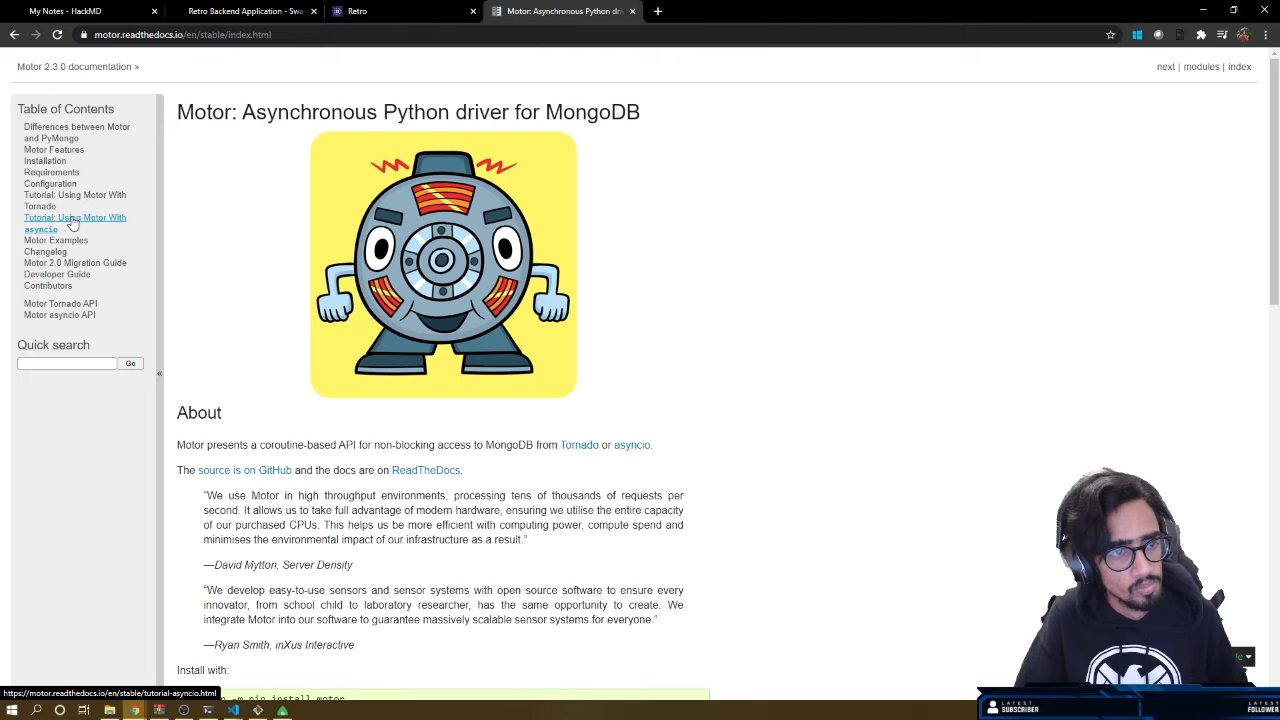 My Notes - HackMD
Retro Backend Application - Swa
Retro
Motor: Asynchronous Python dri
motor.readthedocs.io/en/stable/index.html
Motor 2.3.0 documentation »
next | modules | index
Table of Contents
Differences between Motor
and PyMongo
Motor Features
Installation
Requirements
Configuration
Tutorial: Using Motor With
Tornado
Tutorial: Using Motor With
asyncio
Motor Examples
Changelog
Motor 2.0 Migration Guide
Developer Guide
Contributors
Motor Tornado API
Motor asyncio API
Quick search
Go
«
Motor: Asynchronous Python driver for MongoDB
About
Motor presents a coroutine-based API for non-blocking access to MongoDB from Tornado or asyncio.
The source is on GitHub and the docs are on ReadTheDocs.
“We use Motor in high throughput environments, processing tens of thousands of requests per
second. It allows us to take full advantage of modern hardware, ensuring we utilise the entire capacity
of our purchased CPUs. This helps us be more efficient with computing power, compute spend and
minimises the environmental impact of our infrastructure as a result.”
—David Mytton, Server Density
“We develop easy-to-use sensors and sensor systems with open source software to ensure every
innovator, from school child to laboratory researcher, has the same opportunity to create. We
integrate Motor into our software to guarantee massively scalable sensor systems for everyone.”
—Ryan Smith, inXus Interactive
Install with:
-m pip install motor
https://motor.readthedocs.io/en/stable/tutorial-asyncio.html
LATEST
SUBSCRIBER
LATEST
FOLLOWER